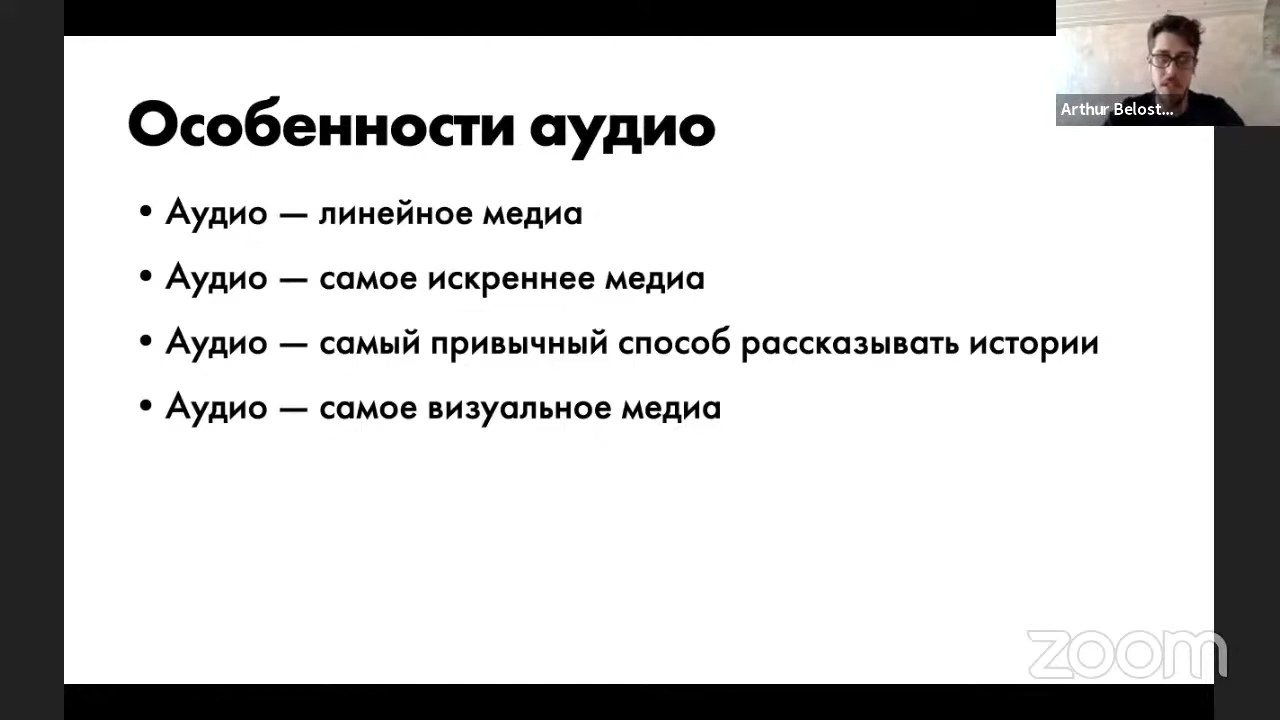 Особенности аудио
• Аудио — линейное медиа
• Аудио — самое искреннее медиа
• Аудио — самый привычный способ рассказывать истории
• Аудио — самое визуальное медиа
Arthur Belost...
zoom